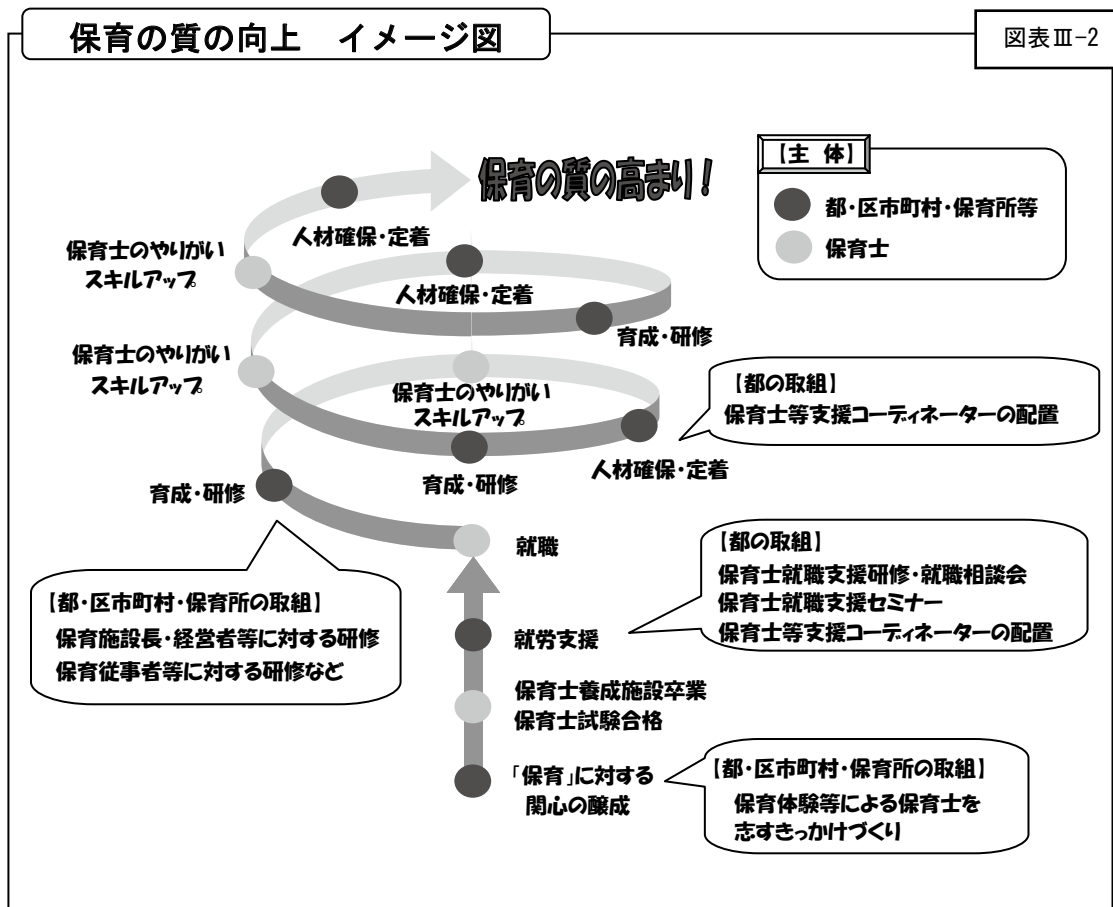 保育の質の向上　イメージ図
図表Ⅲ-2
【主 体】
都・区市町村・保育所等
保育士
保育の質の高まり！
人材確保・定着
保育士のやりがい
スキルアップ
人材確保・定着
育成・研修
保育士のやりがい
スキルアップ
保育士のやりがい
スキルアップ
【都の取組】
保育士等支援コーディネーターの配置
人材確保・定着
育成・研修
育成・研修
就職
【都の取組】
保育士就職支援研修・就職相談会
保育士就職支援セミナー
保育士等支援コーディネーターの配置
【都・区市町村・保育所の取組】
保育施設長・経営者等に対する研修
保育従事者等に対する研修など
就労支援
保育士養成施設卒業
保育士試験合格
「保育」に対する
関心の醸成
【都・区市町村・保育所の取組】
保育体験等による保育士を
志すきっかけづくり